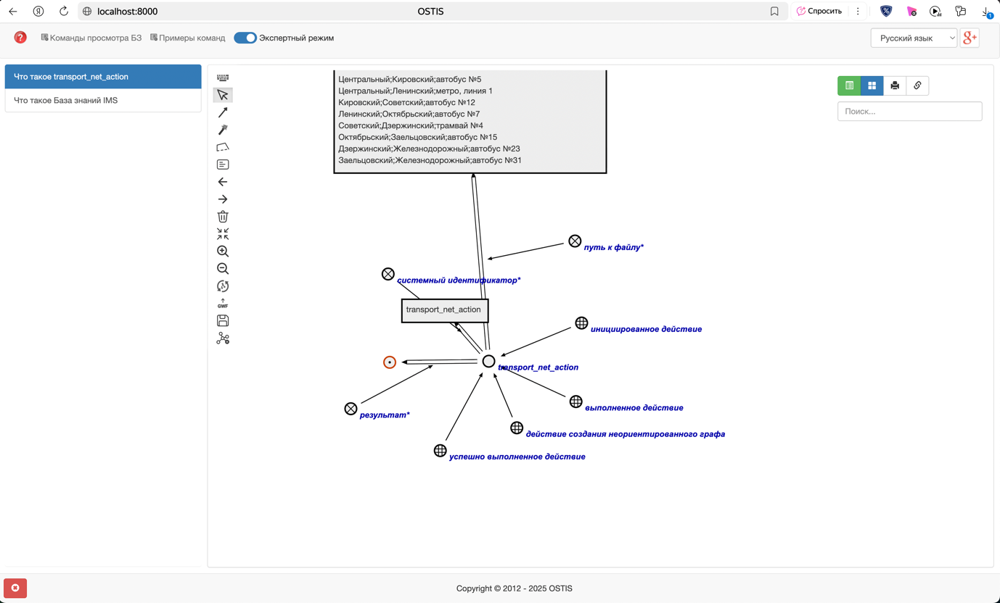 localhost:8000
OSTIS
Спросить
1
Команды просмотра БЗ
Примеры команд
Экспертный режим
Русский язык
g+
Что такое transport_net_action
Что такое База знаний IMS
Центральный;Кировский;автобус №5
Центральный;Ленинский;метро, линия 1
Кировский;Советский;автобус №12
Ленинский;Октябрьский;автобус №7
Советский;Дзержинский;трамвай №4
Октябрьский;Заельцовский;автобус №15
Дзержинский;Железнодорожный;автобус №23
Заельцовский;Железнодорожный;автобус №31
Поиск...
путь к файлу*
системный идентификатор*
transport_net_action
инициированное действие
transport_net_action
выполненное действие
результат*
действие создания неориентированного графа
успешно выполненное действие
GWF
Copyright © 2012 - 2025 OSTIS